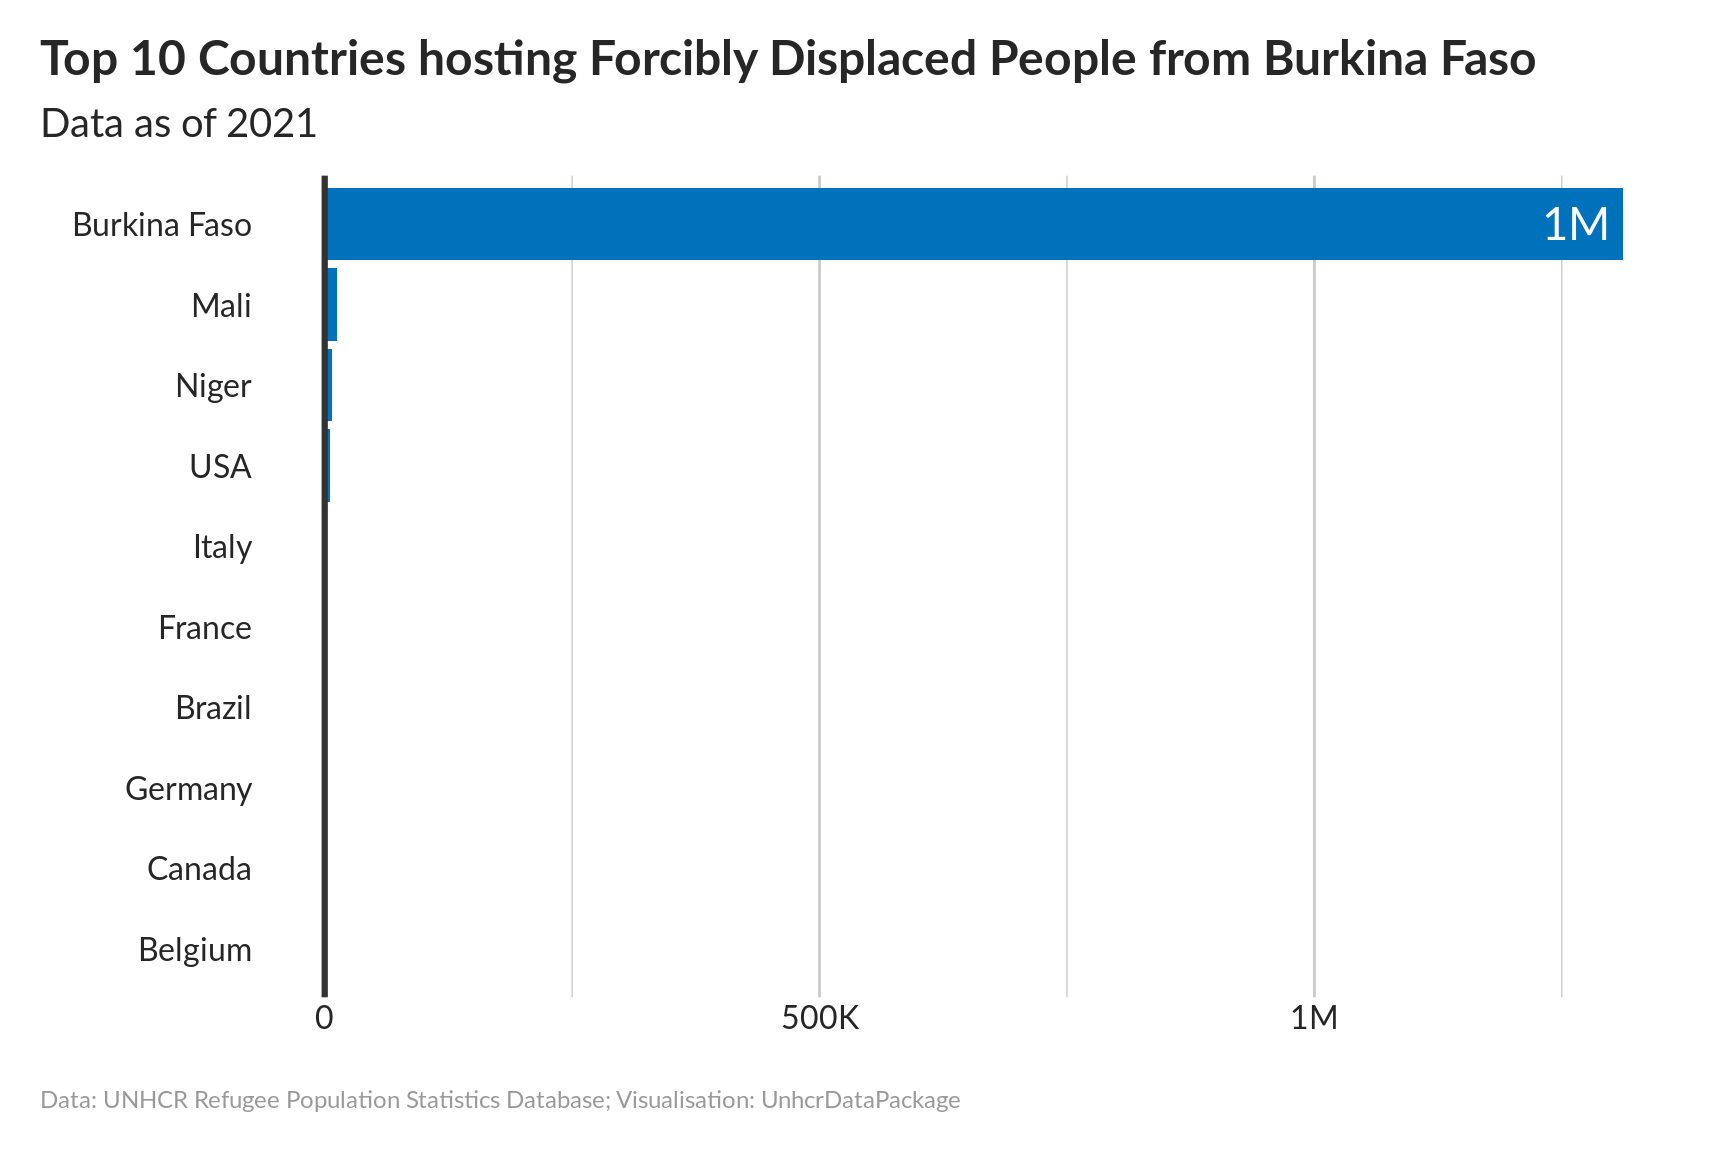 Top 10 Countries hosting Forcibly Displaced People from Burkina Faso
Data as of 2021
Burkina Faso
1M
Mali
Niger
USA
Italy
France
Brazil
Germany
Canada
Belgium
0 500K 1M
Data: UNHCR Refugee Population Statistics Database; Visualisation: UnhcrDataPackage